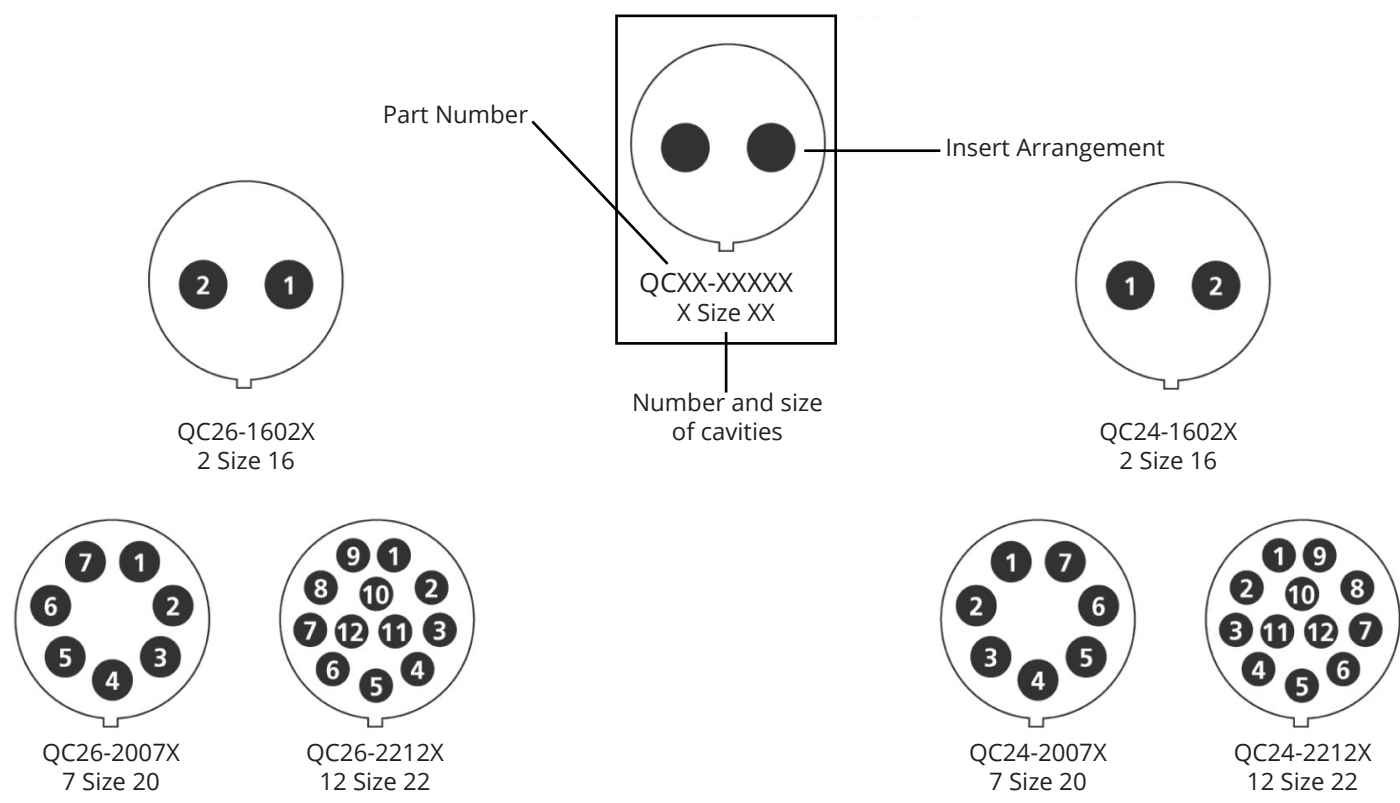 Part Number
Insert Arrangement
QCXX-XXXXX
X Size XX
Number and size
of cavities
2 1
QC26-1602X
2 Size 16
1 2
QC24-1602X
2 Size 16
7 1
6 2
5 3
4
QC26-2007X
7 Size 20
9 1
8 10 2
7 12 11 3
6 4
5
QC26-2212X
12 Size 22
1 7
2 6
3 5
4
QC24-2007X
7 Size 20
1 9
2 10 8
3 11 12 7
4 6
5
QC24-2212X
12 Size 22